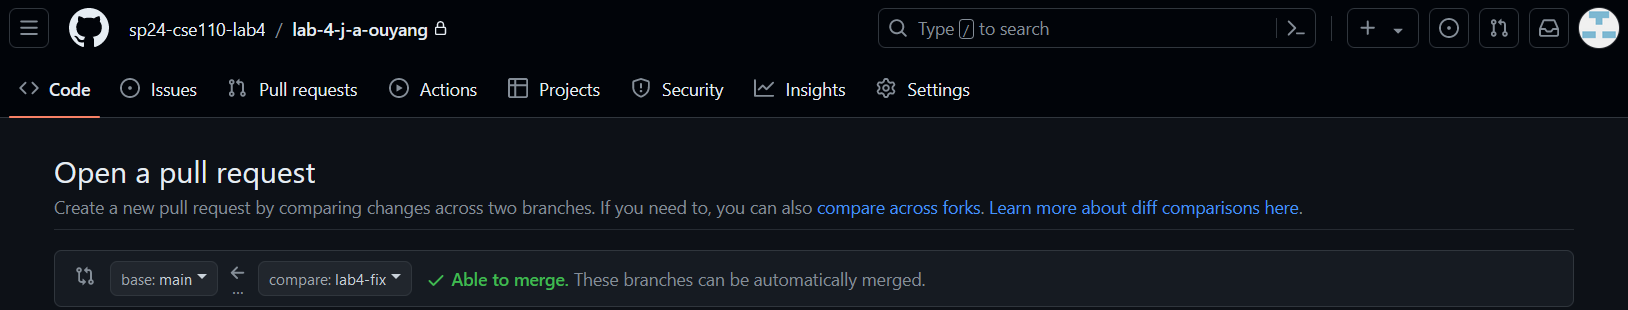 sp24-cse110-lab4 / lab-4-j-a-ouyang
Type / to search
Code Issues Pull requests Actions Projects Security Insights Settings
Open a pull request
Create a new pull request by comparing changes across two branches. If you need to, you can also compare across forks. Learn more about diff comparisons here.
base: main ... compare: lab4-fix Able to merge. These branches can be automatically merged.